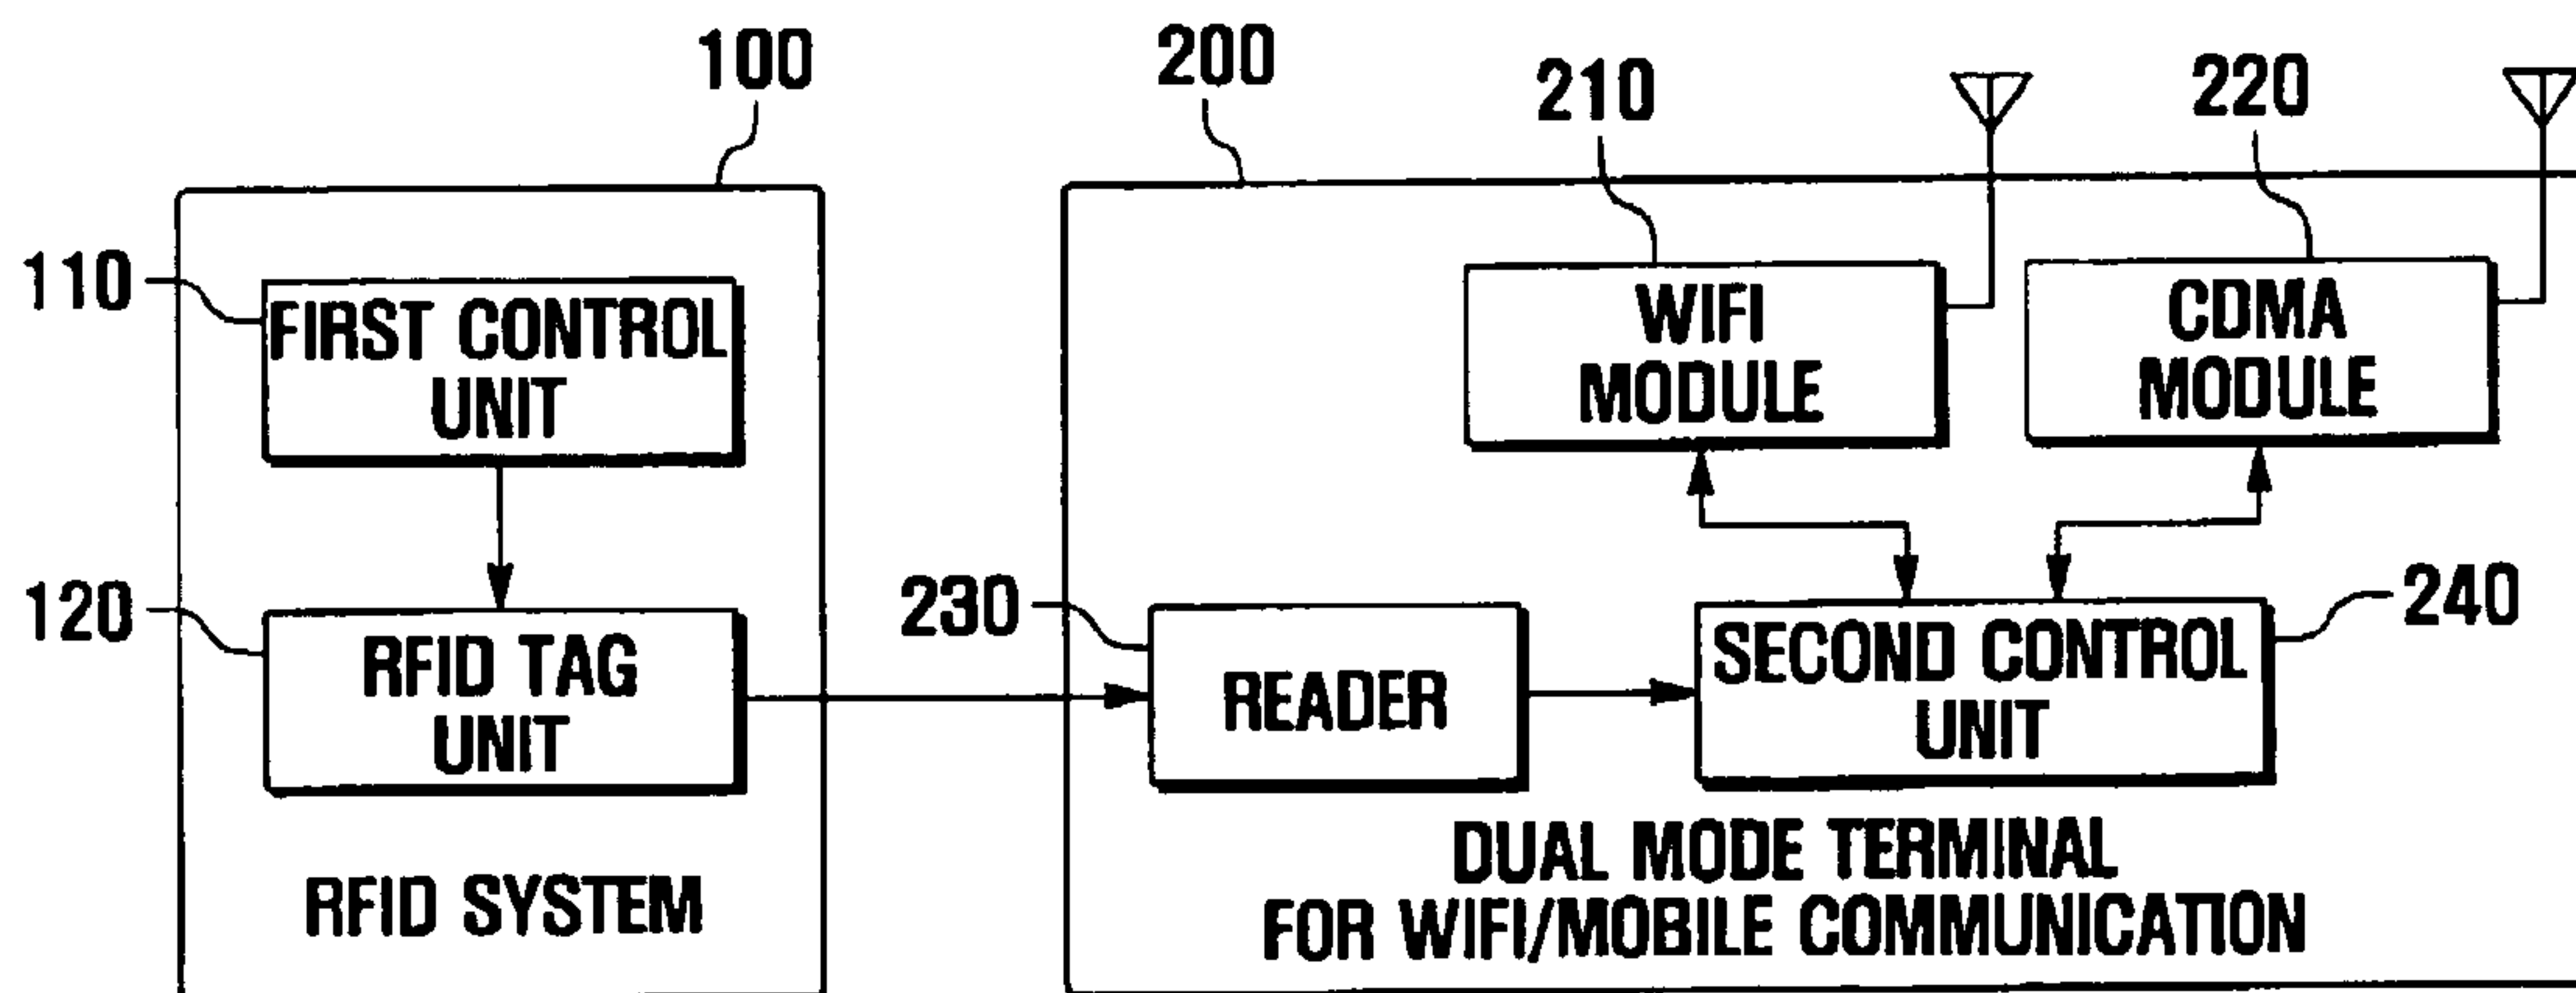 100
200
210
220
110
FIRST CONTROL
UNIT
WIFI
MODULE
CDMA
MODULE
120
RFID TAG
UNIT
230
READER
SECOND CONTROL
UNIT
240
RFID SYSTEM
DUAL MODE TERMINAL
FOR WIFI/MOBILE COMMUNICATION